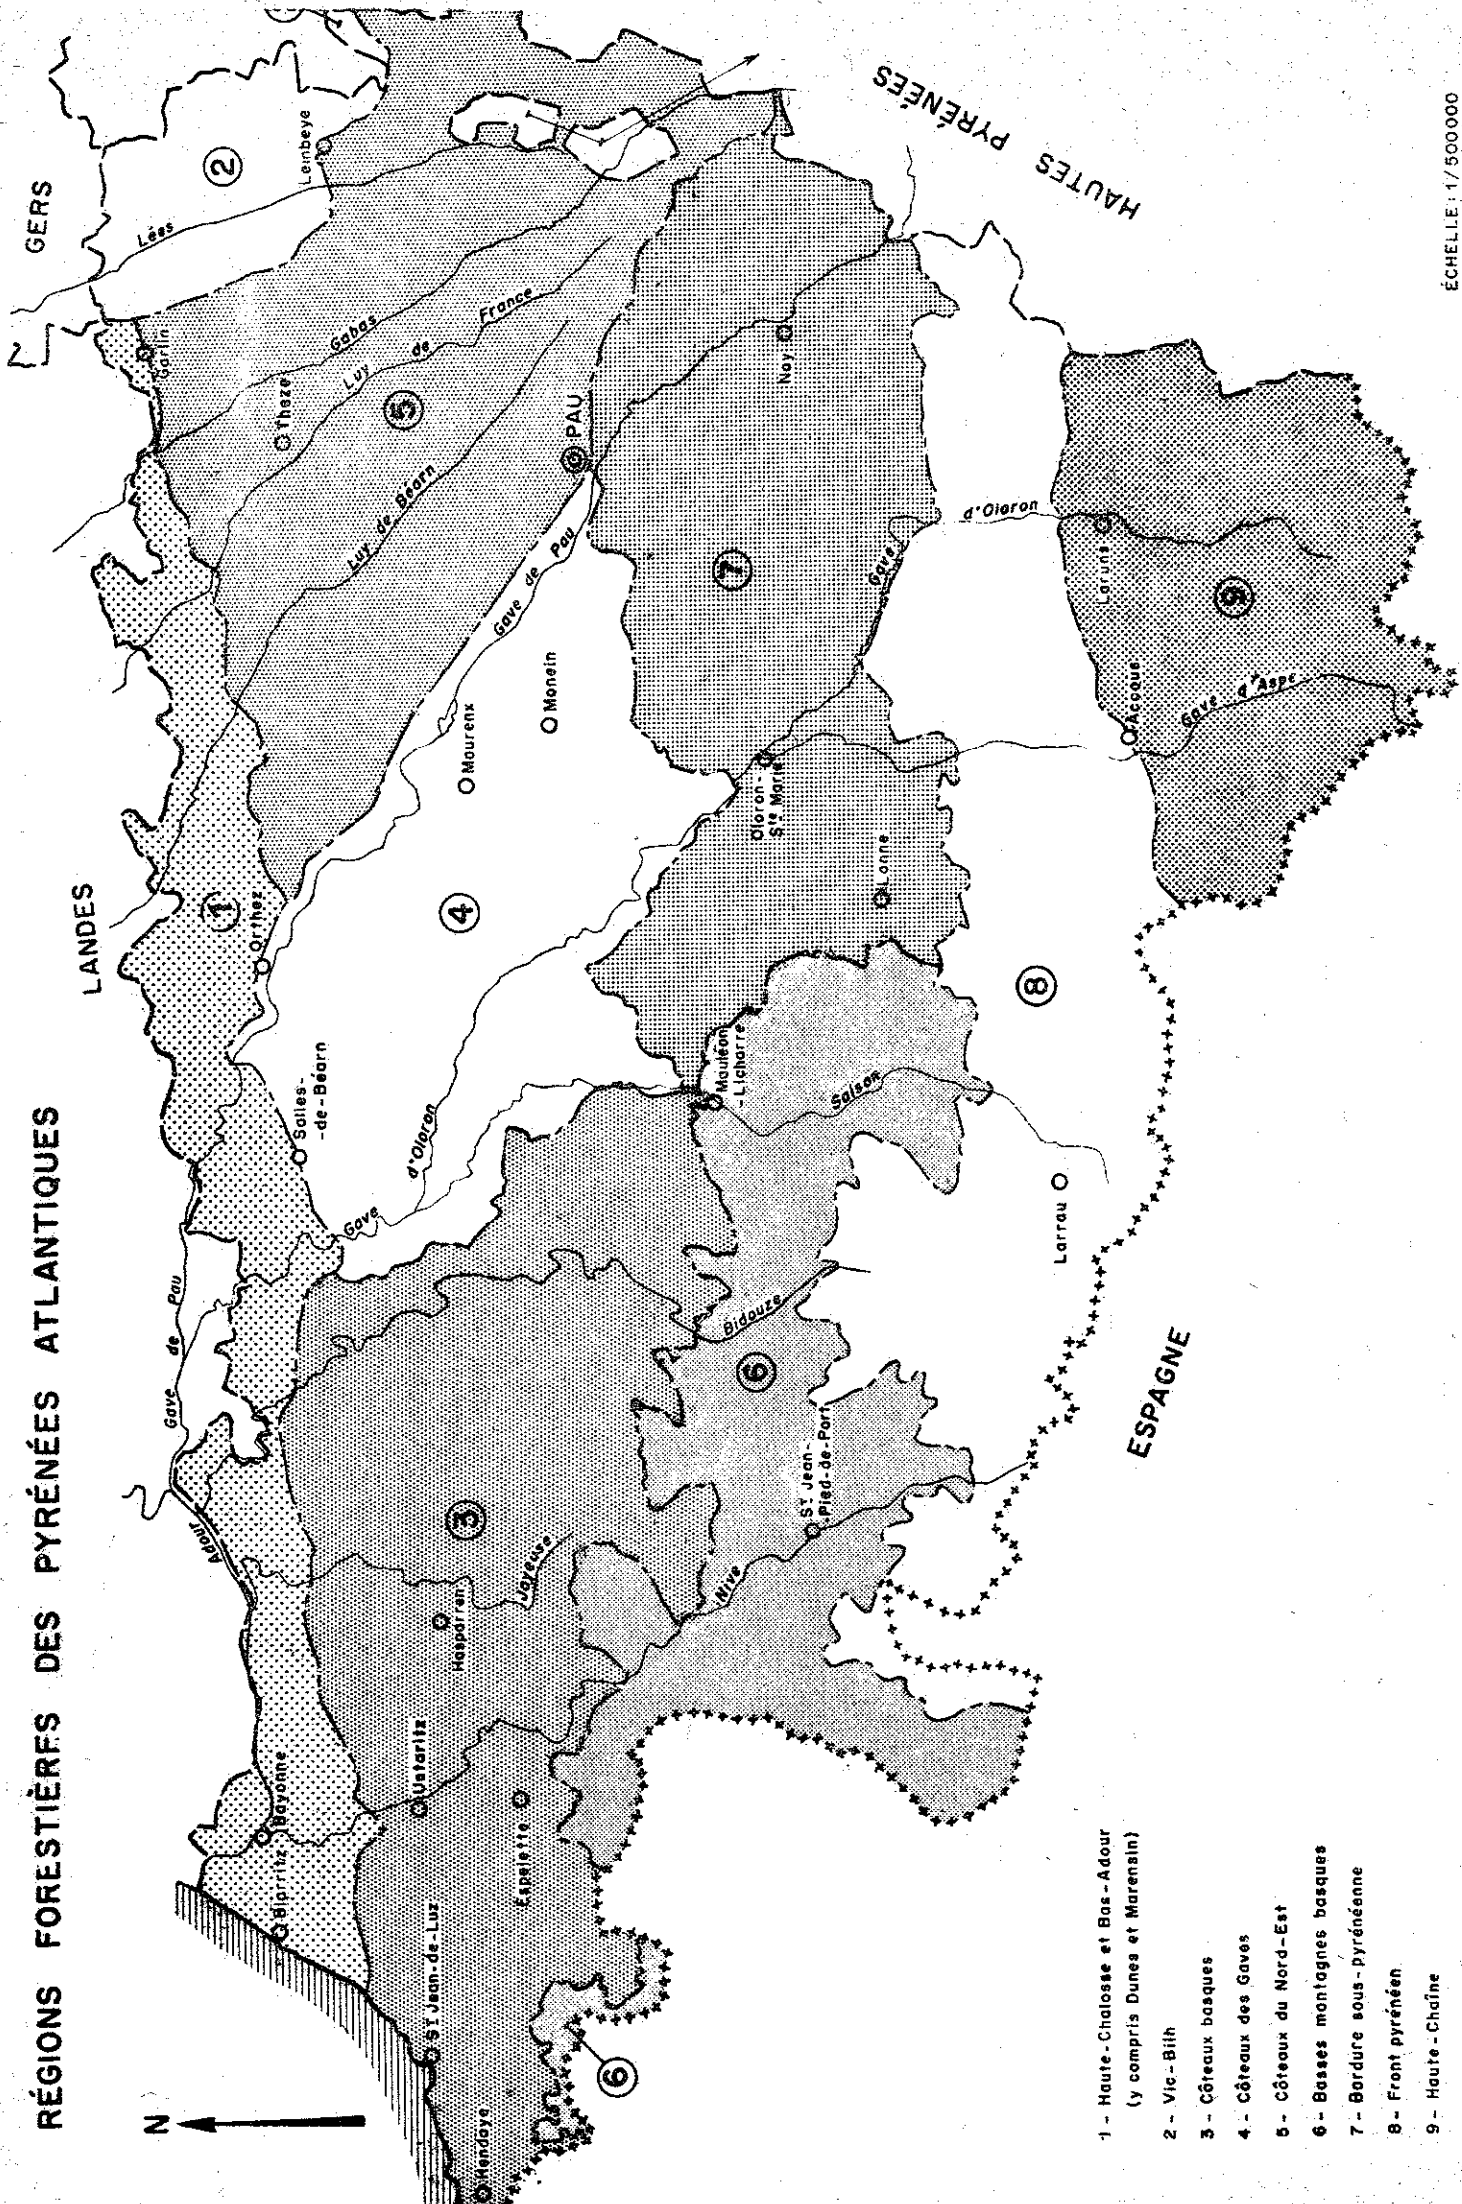 RÉGIONS FORESTIÈRES DES PYRÉNÉES ATLANTIQUES
N
LANDES
GERS
HAUTES PYRÉNÉES
ESPAGNE
Gave de Pau
Adour
Biarritz
Bayonne
St Jean-de-Luz
Hendaye
Ustaritz
Espelette
Hasparren
Joyeuse
Nive
3
6
6
St Jean-
Pied-de-Port
Bidouze
Larrau
Gave
d'Oloron
Salies-
-de-Béarn
Orthez
1
4
Mourenx
Monein
Gave de Pau
Mauléon
-Licharre
Saison
Lanne
Oloron-
Ste Marie
8
7
Gave
d'Oloron
Nay
PAU
Luy de Béarn
Luy de France
Gabas
5
Theze
Garlin
Lées
2
Lembeye
Laruns
Accous
Gave d'Aspe
9
1 - Haute-Chalosse et Bas-Adour
(y compris Dunes et Marensin)
2 - Vic-Bilh
3 - Côteaux basques
4 - Côteaux des Gaves
5 - Côteaux du Nord-Est
6 - Basses montagnes basques
7 - Bordure sous-pyrénéenne
8 - Front pyrénéen
9 - Haute-Chaîne
ÉCHELLE : 1/500000